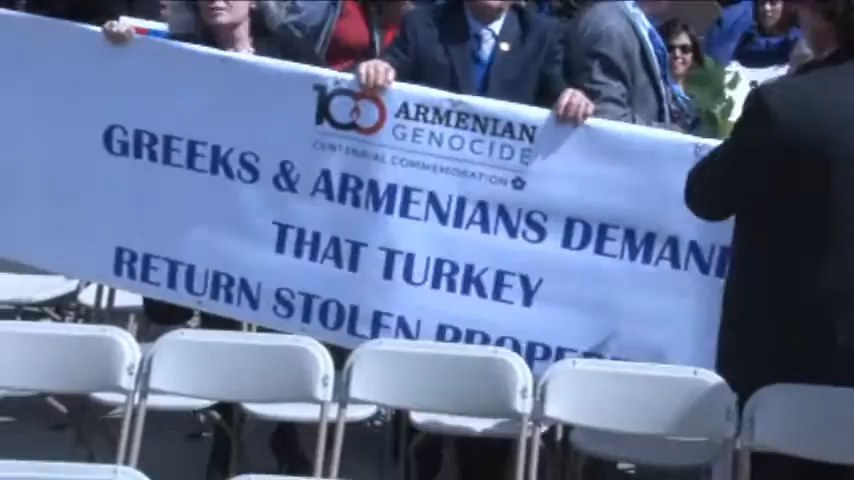 100 ARMENIAN
GENOCIDE
CENTENNIAL COMMEMORATION
GREEKS & ARMENIANS DEMAND
THAT TURKEY
RETURN STOLEN